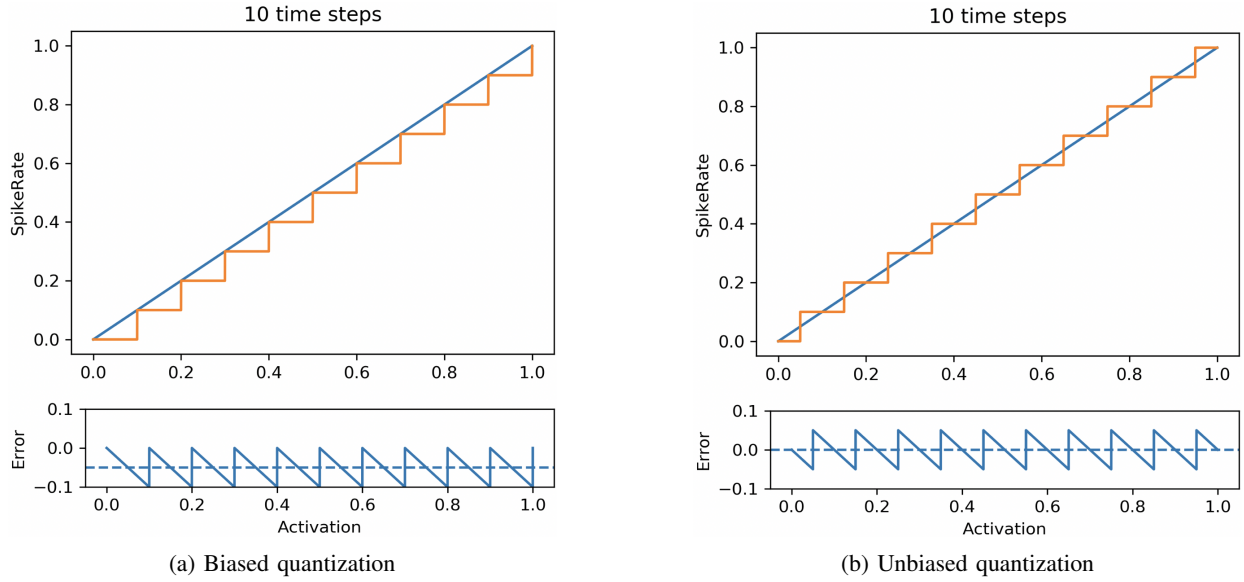 10 time steps
1.0
0.8
0.6
0.4
0.2
0.0
SpikeRate
0.0 0.2 0.4 0.6 0.8 1.0
0.1
0.0
−0.1
Error
0.0 0.2 0.4 0.6 0.8 1.0
Activation
(a) Biased quantization
10 time steps
1.0
0.8
0.6
0.4
0.2
0.0
SpikeRate
0.0 0.2 0.4 0.6 0.8 1.0
0.1
0.0
−0.1
Error
0.0 0.2 0.4 0.6 0.8 1.0
Activation
(b) Unbiased quantization